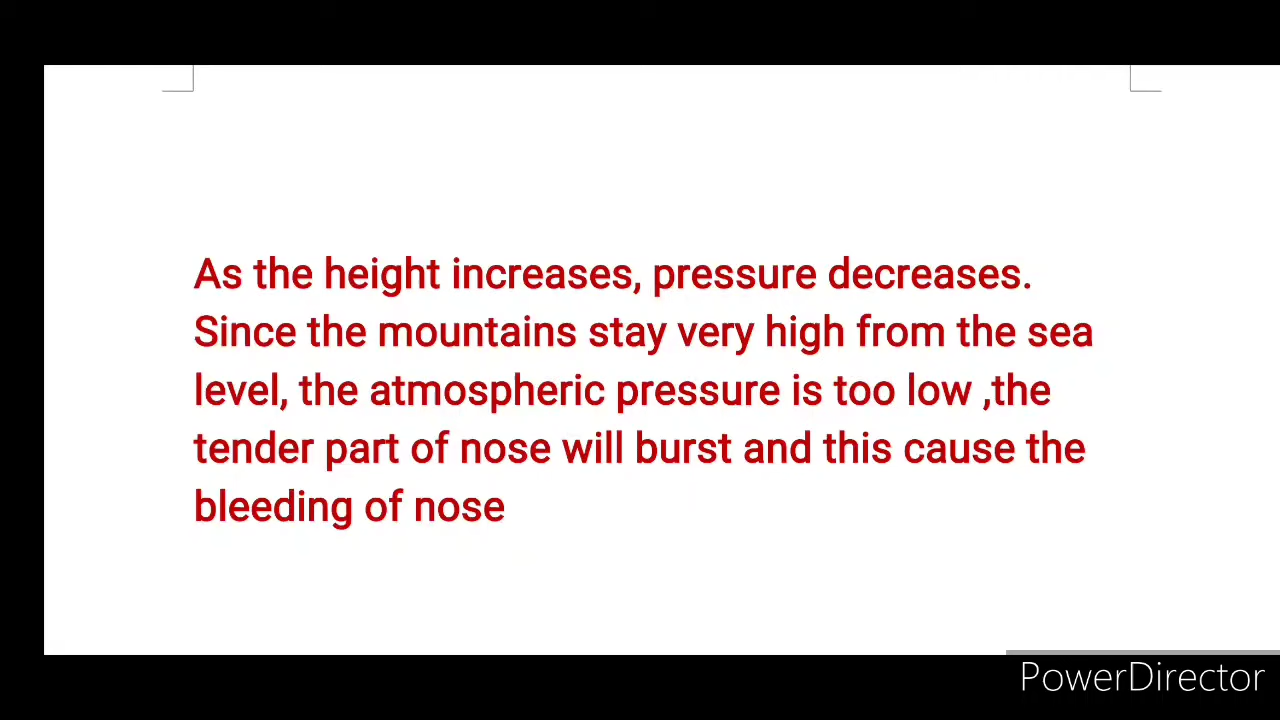 As the height increases, pressure decreases.
Since the mountains stay very high from the sea
level, the atmospheric pressure is too low ,the
tender part of nose will burst and this cause the
bleeding of nose
PowerDirector